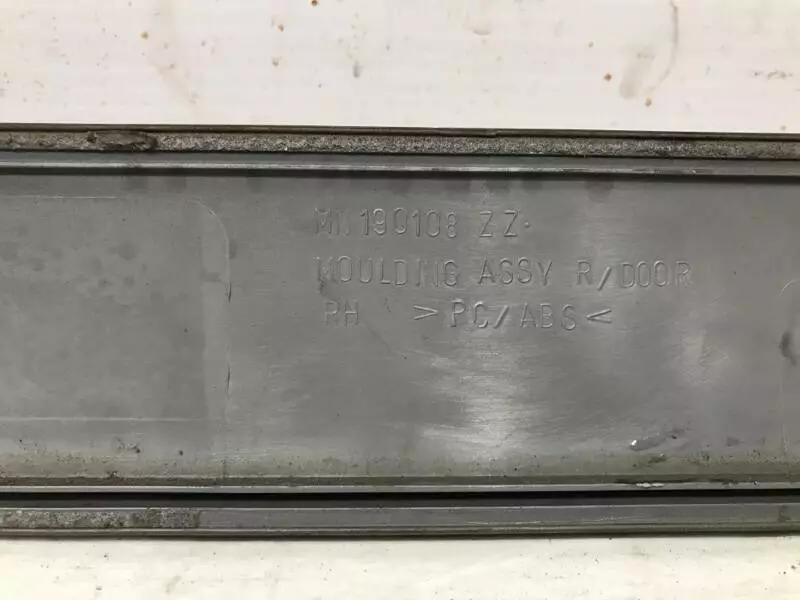 MN190108 ZZ.
MOULDING ASSY R/DOOR
RH >PC/ABS<